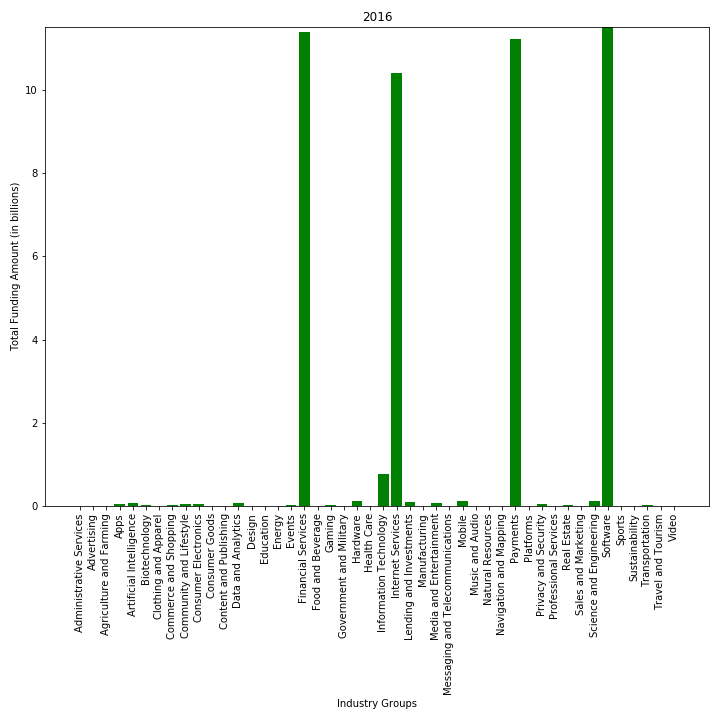 2016
Total Funding Amount (in billions)
10
8
6
4
2
0
Administrative Services
Advertising
Agriculture and Farming
Apps
Artificial Intelligence
Biotechnology
Clothing and Apparel
Commerce and Shopping
Community and Lifestyle
Consumer Electronics
Consumer Goods
Content and Publishing
Data and Analytics
Design
Education
Energy
Events
Financial Services
Food and Beverage
Gaming
Government and Military
Hardware
Health Care
Information Technology
Internet Services
Lending and Investments
Manufacturing
Media and Entertainment
Messaging and Telecommunications
Mobile
Music and Audio
Natural Resources
Navigation and Mapping
Payments
Platforms
Privacy and Security
Professional Services
Real Estate
Sales and Marketing
Science and Engineering
Software
Sports
Sustainability
Transportation
Travel and Tourism
Video
Industry Groups